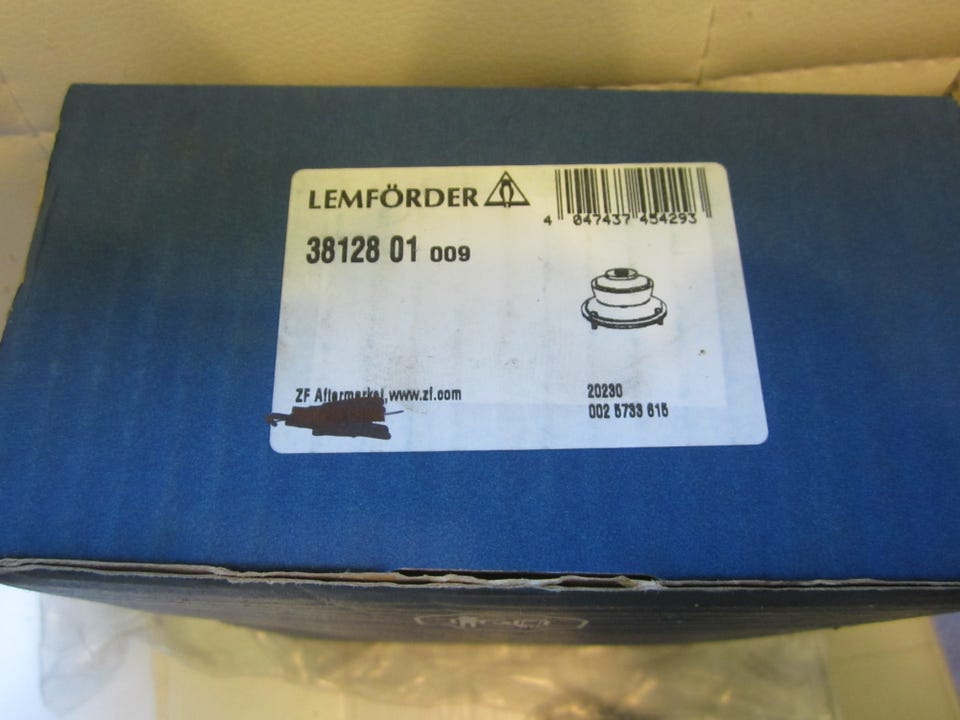 LEMFÖRDER
4 047437 454293
38128 01 009
ZF Aftermarket, www.zf.com
20230
002 5733 615